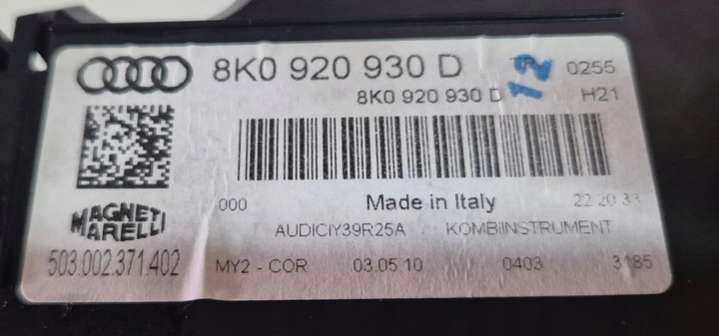 8K0 920 930 D
12
0255
8K0 920 930 D
H21
000
Made in Italy
22 20 33
AUDICIY39R25A
KOMBIINSTRUMENT
MAGNETI
MARELLI
503.002.371.402
MY2 - COR
03.05 10
0403
3185